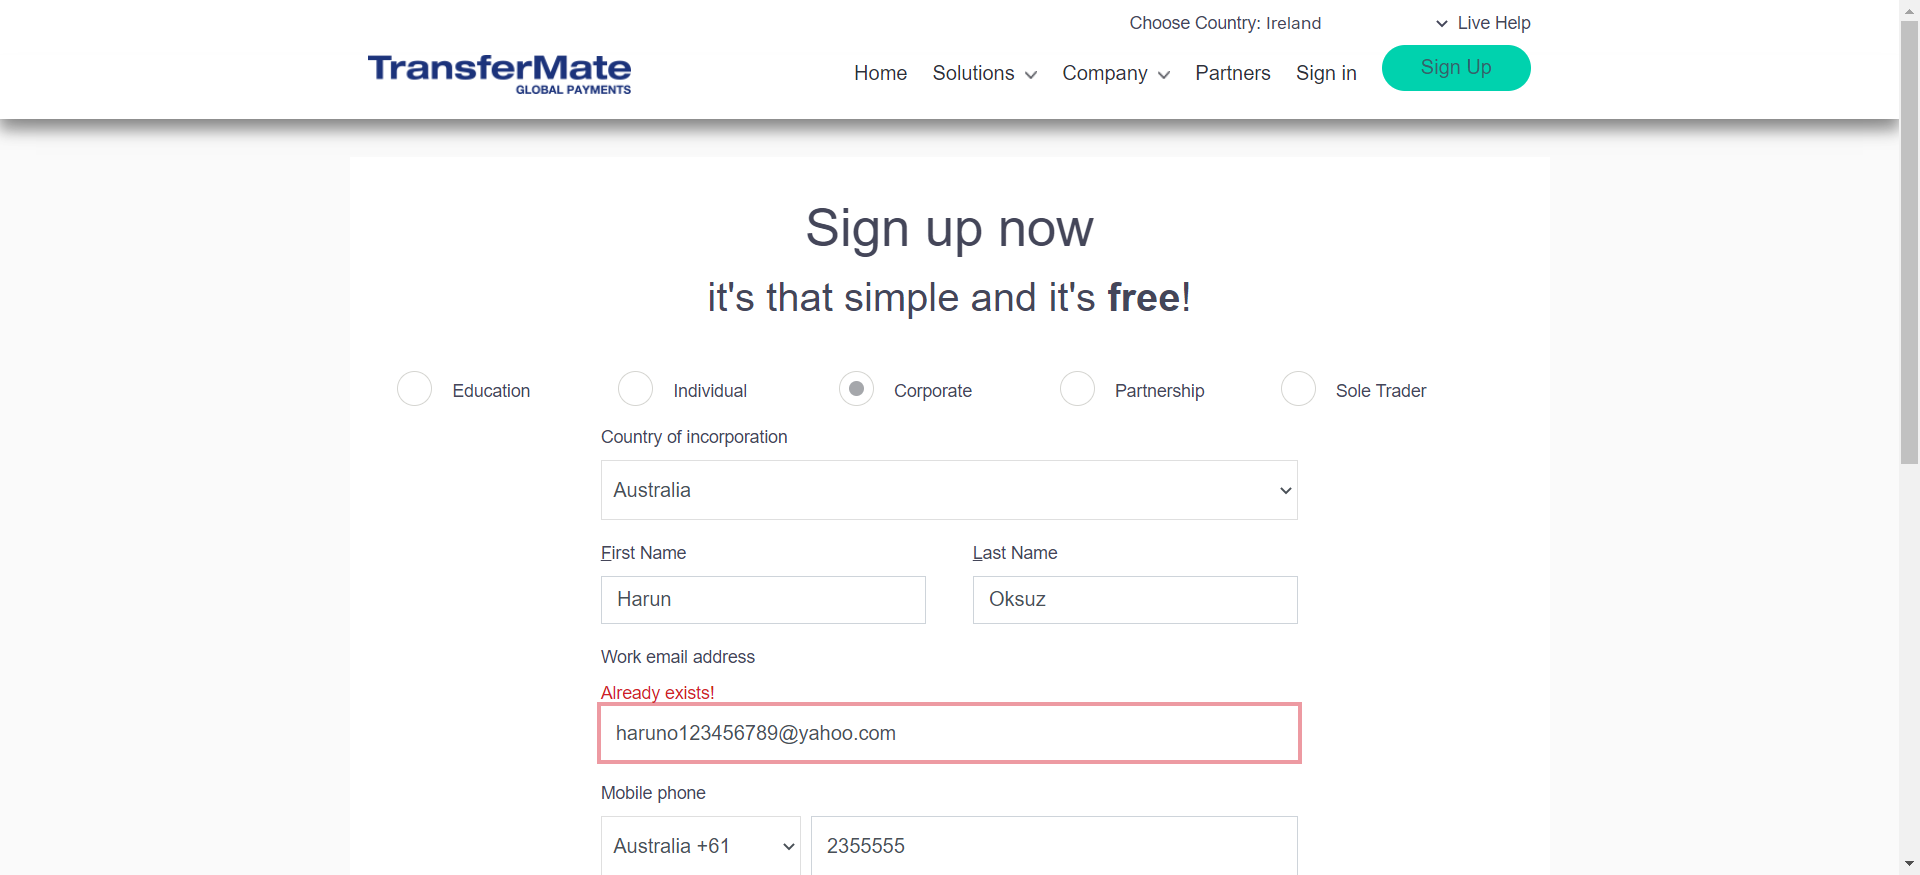 Choose Country: Ireland
Live Help
TransferMate
GLOBAL PAYMENTS
Home
Solutions
Company
Partners
Sign in
Sign Up
Sign up now
it's that simple and it's free!
Education
Individual
Corporate
Partnership
Sole Trader
Country of incorporation
Australia
First Name
Last Name
Harun
Oksuz
Work email address
Already exists!
haruno123456789@yahoo.com
Mobile phone
Australia +61
2355555